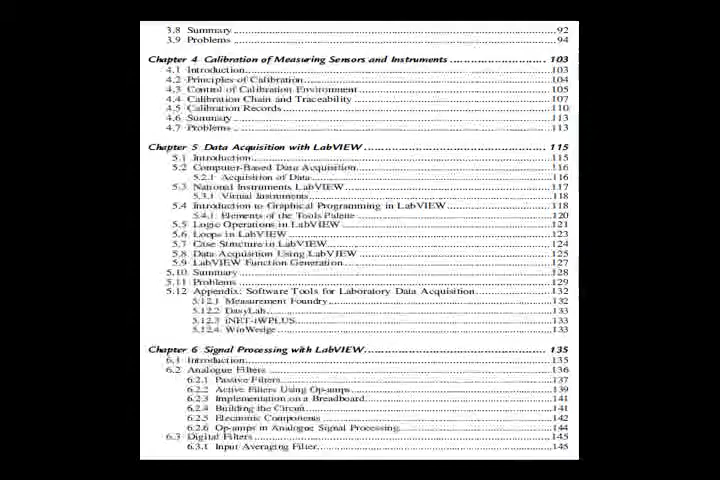 3.8 Summary 92
3.9 Problems 94
Chapter 4 Calibration of Measuring Sensors and Instruments 103
4.1 Introduction 103
4.2 Principles of Calibration 104
4.3 Control of Calibration Environment 105
4.4 Calibration Chain and Traceability 107
4.5 Calibration Records 110
4.6 Summary 113
4.7 Problems 113
Chapter 5 Data Acquisition with LabVIEW 115
5.1 Introduction 115
5.2 Computer-Based Data Acquisition 116
5.2.1 Acquisition of Data 116
5.3 National Instruments LabVIEW 117
5.3.1 Virtual Instruments 118
5.4 Introduction to Graphical Programming in LabVIEW 118
5.4.1 Elements of the Tools Palette 120
5.5 Logic Operations in LabVIEW 121
5.6 Loops in LabVIEW 123
5.7 Case Structure in LabVIEW 124
5.8 Data Acquisition Using LabVIEW 125
5.9 LabVIEW Function Generation 127
5.10 Summary 128
5.11 Problems 129
5.12 Appendix: Software Tools for Laboratory Data Acquisition 132
5.12.1 Measurement Foundry 132
5.12.2 DasyLab 133
5.12.3 iNET-iWPLUS 133
5.12.4 WinWedge 133
Chapter 6 Signal Processing with LabVIEW 135
6.1 Introduction 135
6.2 Analogue Filters 136
6.2.1 Passive Filters 137
6.2.2 Active Filters Using Op-amps 139
6.2.3 Implementation on a Breadboard 141
6.2.4 Building the Circuit 141
6.2.5 Electronic Components 142
6.2.6 Op-amps in Analogue Signal Processing 144
6.3 Digital Filters 145
6.3.1 Input Averaging Filter 145